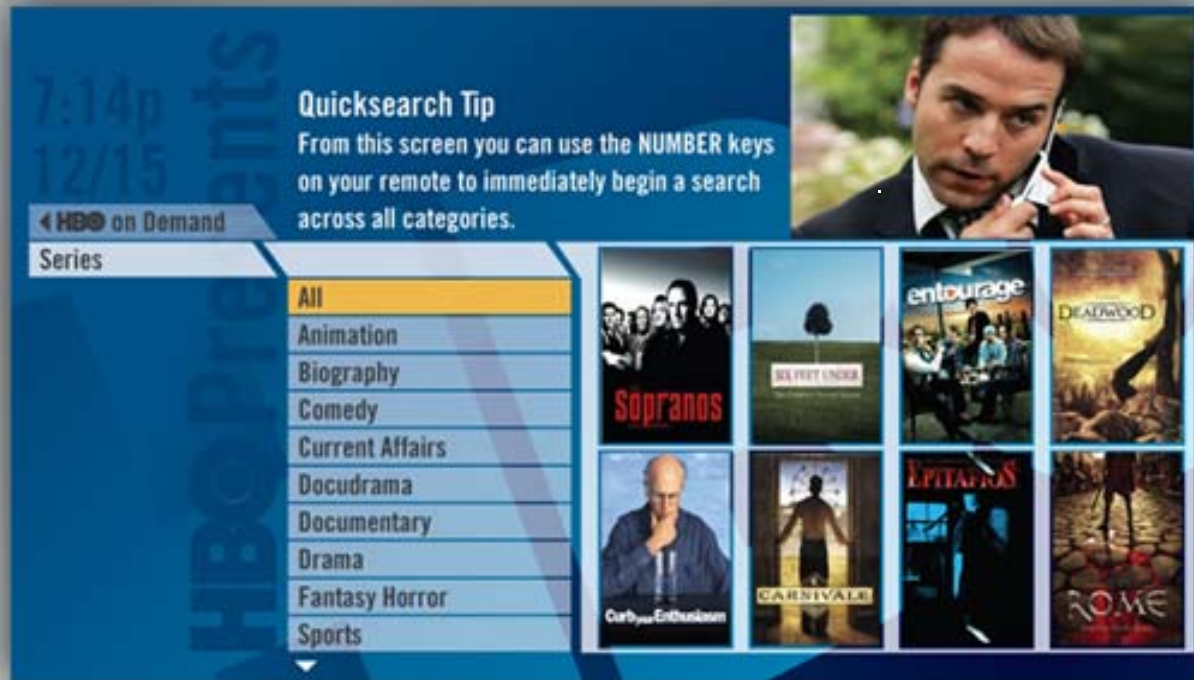 7:14p
12/15
HBO Presents
Quicksearch Tip
From this screen you can use the NUMBER keys
on your remote to immediately begin a search
across all categories.
HBO on Demand
Series
All
Animation
Biography
Comedy
Current Affairs
Docudrama
Documentary
Drama
Fantasy Horror
Sports
Sopranos
SIX FEET UNDER
entourage
DEADWOOD
Curb your Enthusiasm
CARNIVALE
EPITAFIOS
ROME